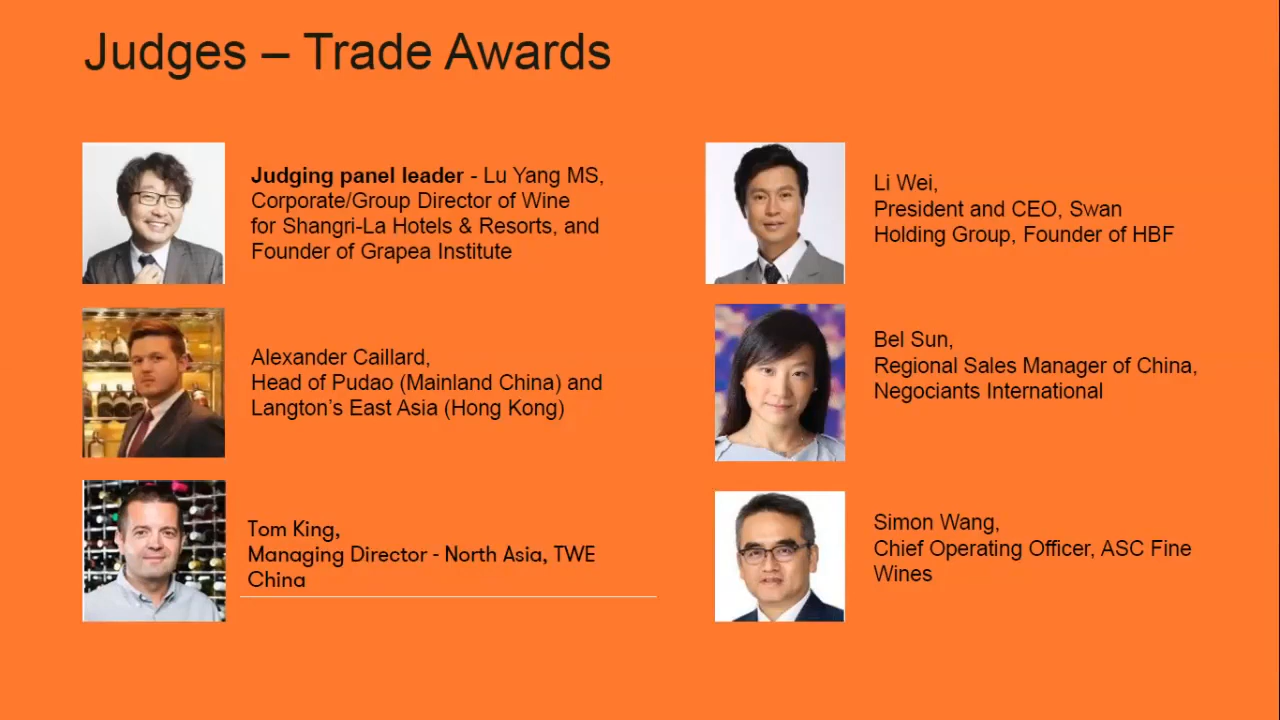 Judges – Trade Awards
Judging panel leader - Lu Yang MS,
Corporate/Group Director of Wine
for Shangri-La Hotels & Resorts, and
Founder of Grapea Institute
Alexander Caillard,
Head of Pudao (Mainland China) and
Langton’s East Asia (Hong Kong)
Tom King,
Managing Director - North Asia, TWE
China
Li Wei,
President and CEO, Swan
Holding Group, Founder of HBF
Bel Sun,
Regional Sales Manager of China,
Negociants International
Simon Wang,
Chief Operating Officer, ASC Fine
Wines